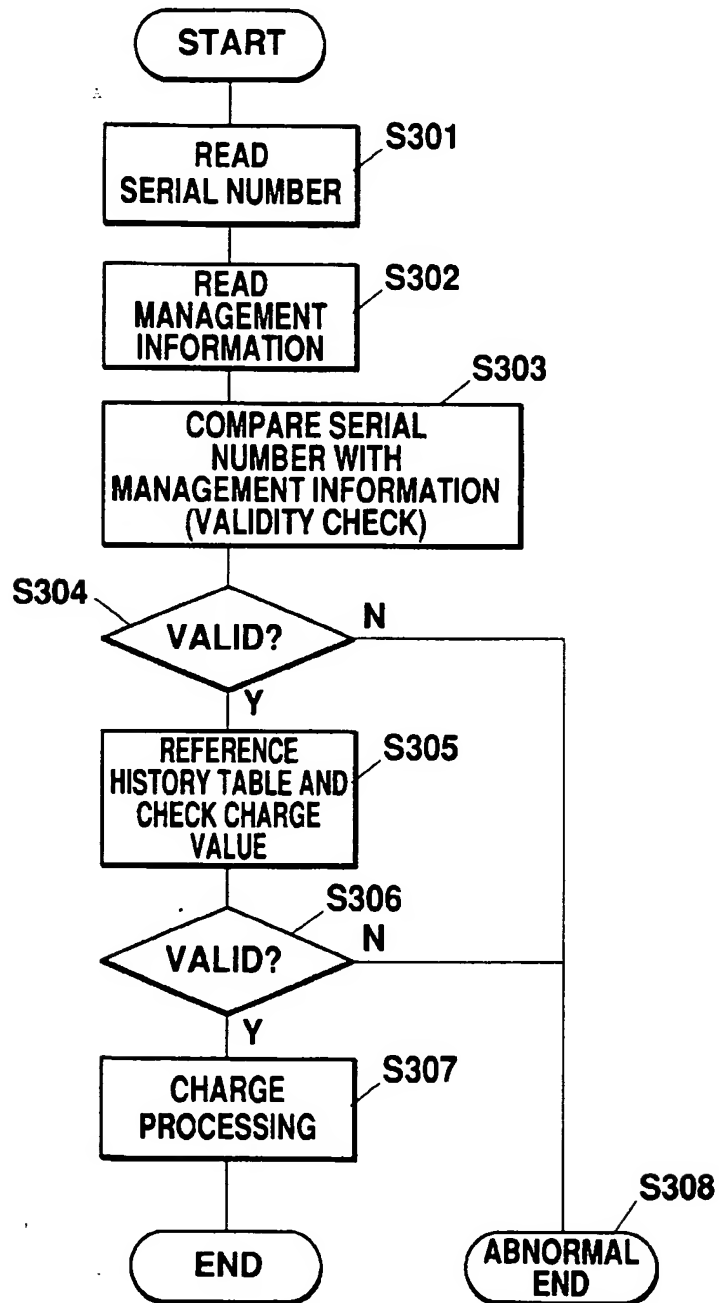 START
S301
READ
SERIAL NUMBER
S302
READ
MANAGEMENT
INFORMATION
S303
COMPARE SERIAL
NUMBER WITH
MANAGEMENT INFORMATION
(VALIDITY CHECK)
S304
VALID?
N
Y
S305
REFERENCE
HISTORY TABLE AND
CHECK CHARGE
VALUE
S306
VALID?
N
Y
S307
CHARGE
PROCESSING
S308
END
ABNORMAL
END